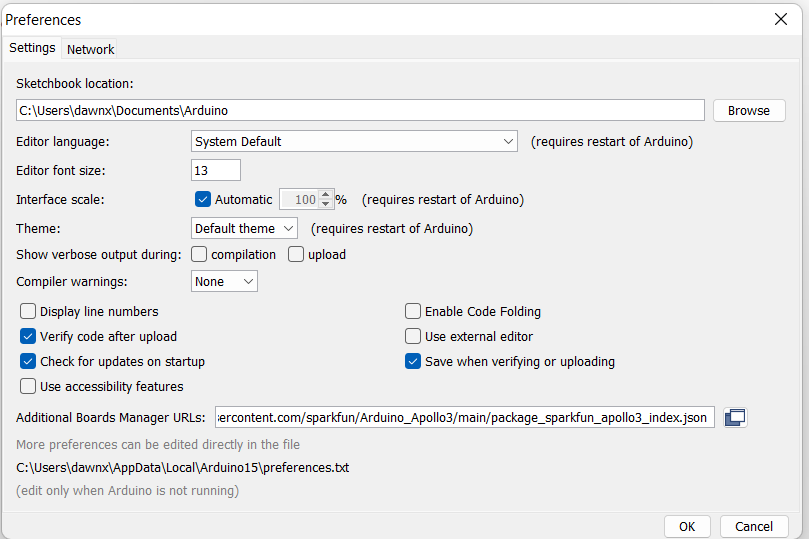 Preferences
Settings Network
Sketchbook location:
C:\Users\dawnx\Documents\Arduino Browse
Editor language: System Default (requires restart of Arduino)
Editor font size: 13
Interface scale: Automatic 100 % (requires restart of Arduino)
Theme: Default theme (requires restart of Arduino)
Show verbose output during: compilation upload
Compiler warnings: None
Display line numbers Enable Code Folding
Verify code after upload Use external editor
Check for updates on startup Save when verifying or uploading
Use accessibility features
Additional Boards Manager URLs: ercontent.com/sparkfun/Arduino_Apollo3/main/package_sparkfun_apollo3_index.json
More preferences can be edited directly in the file
C:\Users\dawnx\AppData\Local\Arduino15\preferences.txt
(edit only when Arduino is not running)
OK Cancel